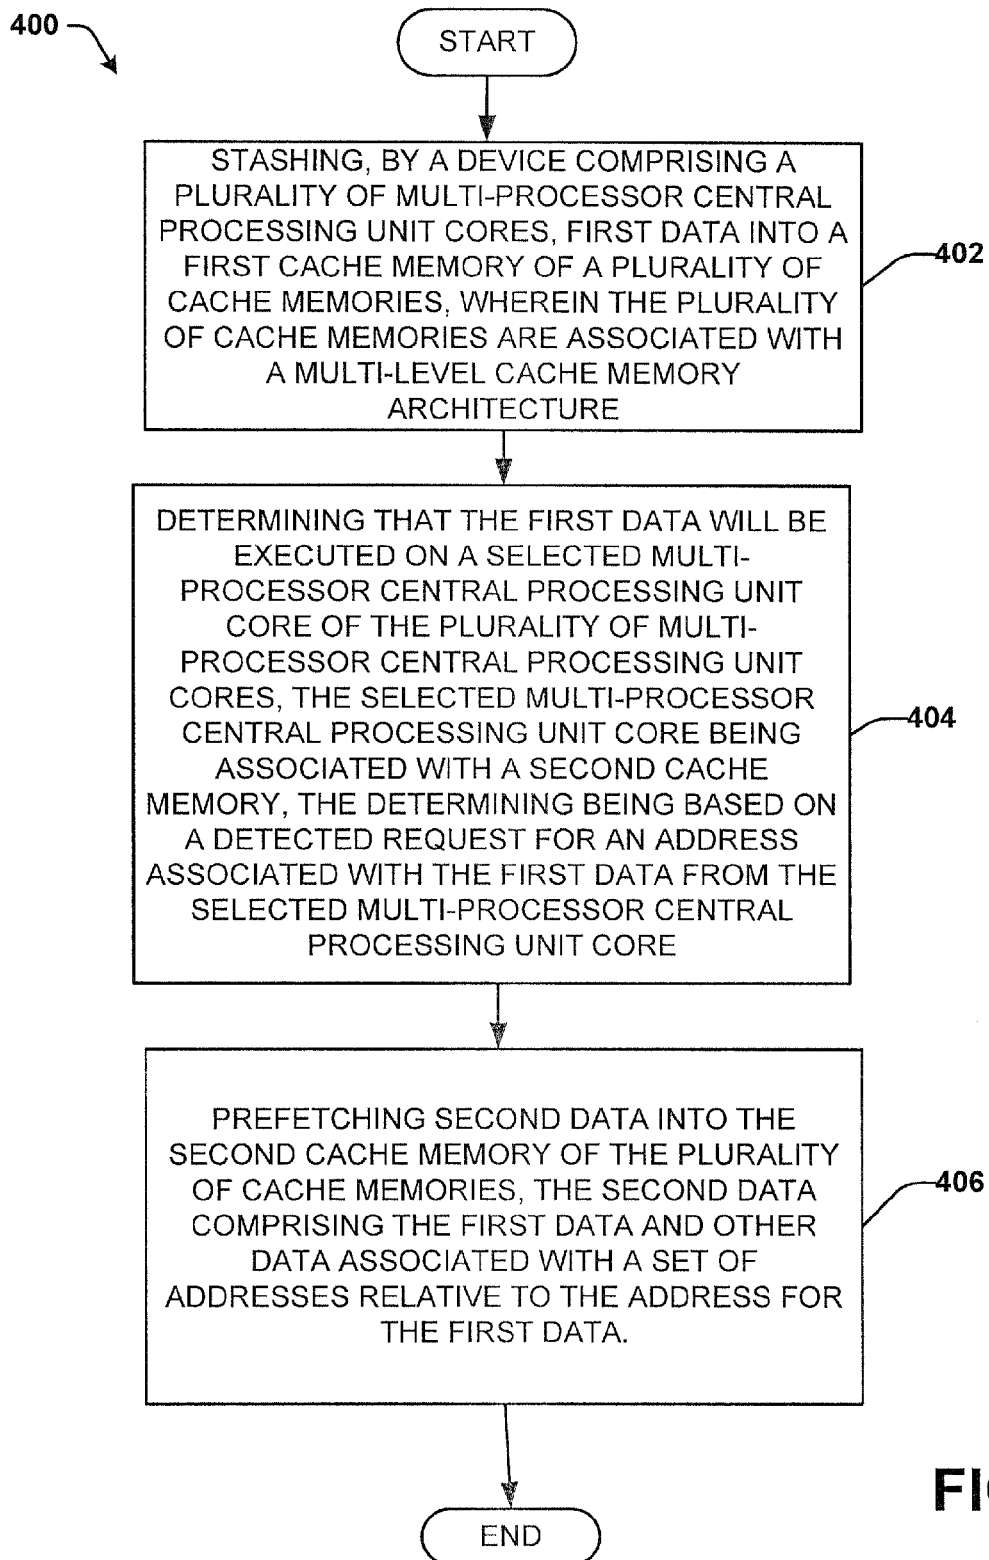 400
START
STASHING, BY A DEVICE COMPRISING A
PLURALITY OF MULTI-PROCESSOR CENTRAL
PROCESSING UNIT CORES, FIRST DATA INTO A
FIRST CACHE MEMORY OF A PLURALITY OF
CACHE MEMORIES, WHEREIN THE PLURALITY
OF CACHE MEMORIES ARE ASSOCIATED WITH
A MULTI-LEVEL CACHE MEMORY
ARCHITECTURE
402
DETERMINING THAT THE FIRST DATA WILL BE
EXECUTED ON A SELECTED MULTI-
PROCESSOR CENTRAL PROCESSING UNIT
CORE OF THE PLURALITY OF MULTI-
PROCESSOR CENTRAL PROCESSING UNIT
CORES, THE SELECTED MULTI-PROCESSOR
CENTRAL PROCESSING UNIT CORE BEING
ASSOCIATED WITH A SECOND CACHE
MEMORY, THE DETERMINING BEING BASED ON
A DETECTED REQUEST FOR AN ADDRESS
ASSOCIATED WITH THE FIRST DATA FROM THE
SELECTED MULTI-PROCESSOR CENTRAL
PROCESSING UNIT CORE
404
PREFETCHING SECOND DATA INTO THE
SECOND CACHE MEMORY OF THE PLURALITY
OF CACHE MEMORIES, THE SECOND DATA
COMPRISING THE FIRST DATA AND OTHER
DATA ASSOCIATED WITH A SET OF
ADDRESSES RELATIVE TO THE ADDRESS FOR
THE FIRST DATA.
406
END